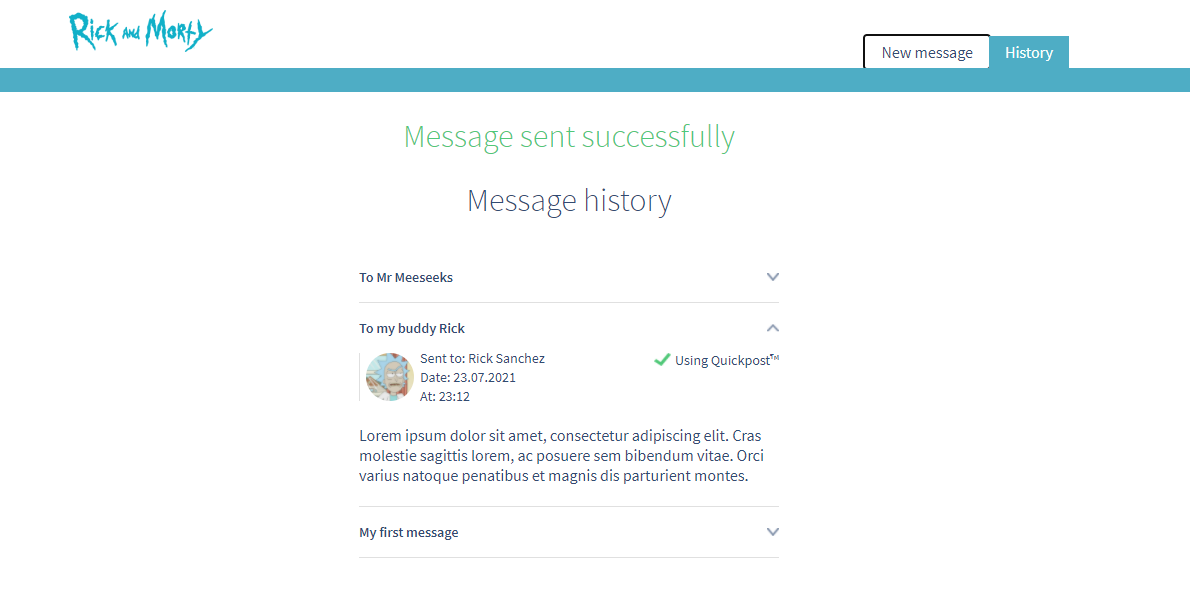 Rick and Morty
New message
History
Message sent successfully
Message history
To Mr Meeseeks
To my buddy Rick
Sent to: Rick Sanchez
Using Quickpost™
Date: 23.07.2021
At: 23:12
Lorem ipsum dolor sit amet, consectetur adipiscing elit. Cras
molestie sagittis lorem, ac posuere sem bibendum vitae. Orci
varius natoque penatibus et magnis dis parturient montes.
My first message